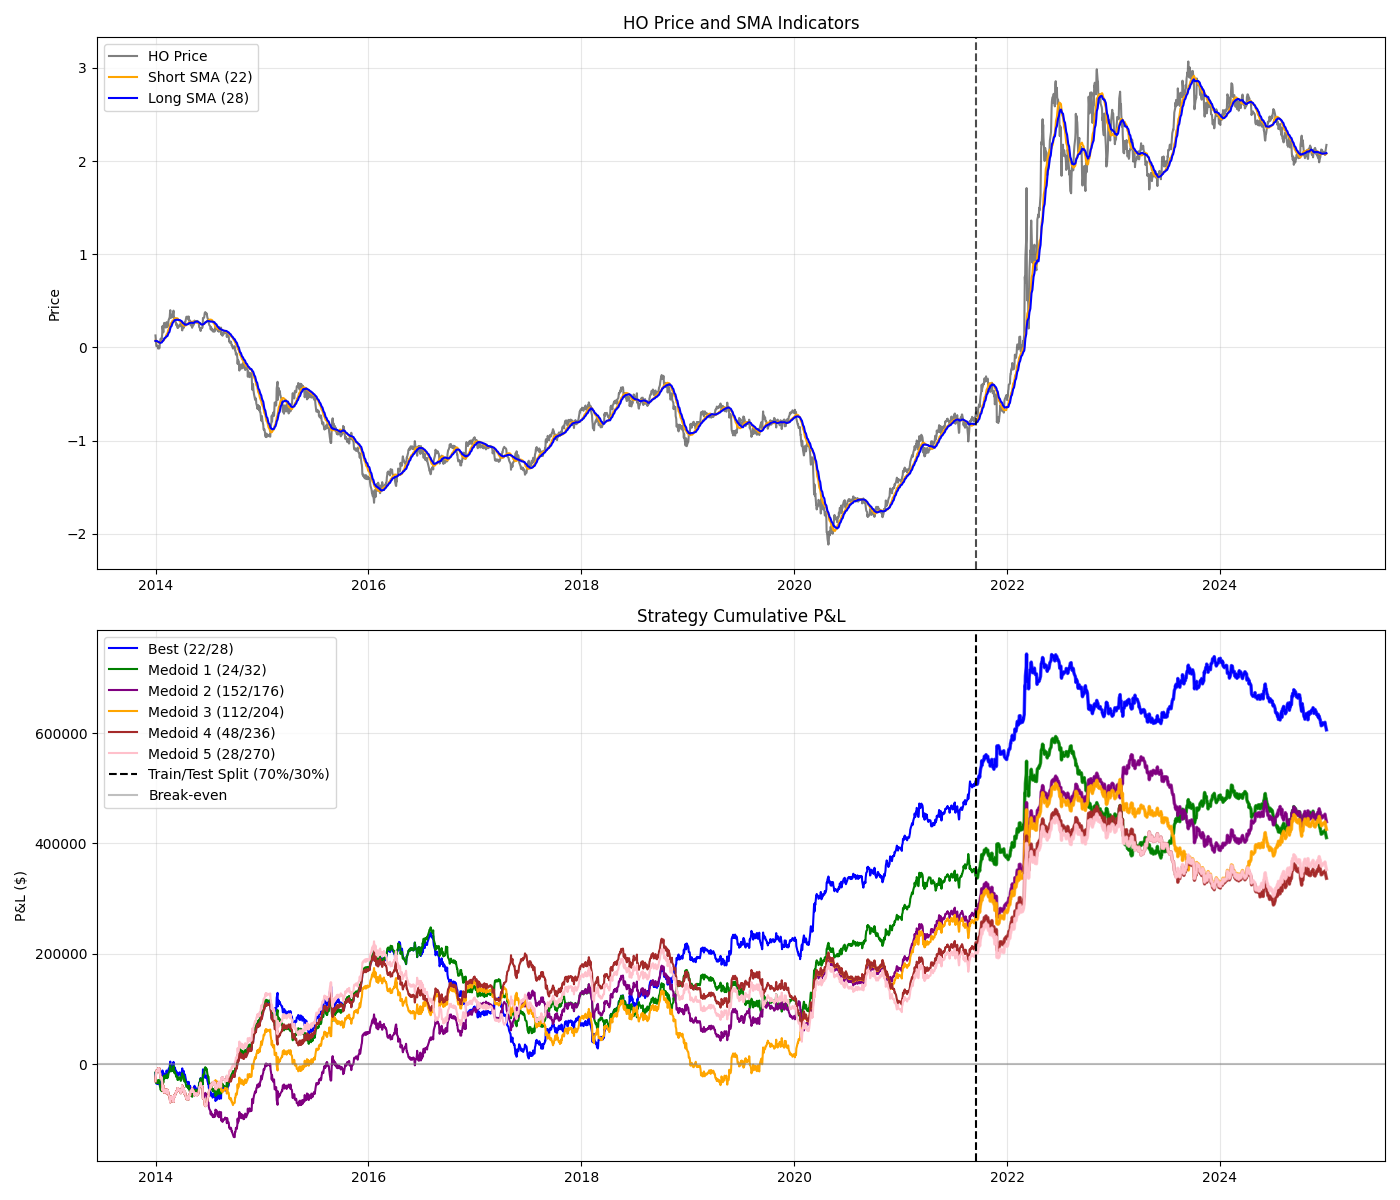 HO Price and SMA Indicators
HO Price
Short SMA (22)
Long SMA (28)
Price
3
2
1
0
−1
−2
2014
2016
2018
2020
2022
2024
Strategy Cumulative P&L
Best (22/28)
Medoid 1 (24/32)
Medoid 2 (152/176)
Medoid 3 (112/204)
Medoid 4 (48/236)
Medoid 5 (28/270)
Train/Test Split (70%/30%)
Break-even
P&L ($)
600000
400000
200000
0
2014
2016
2018
2020
2022
2024